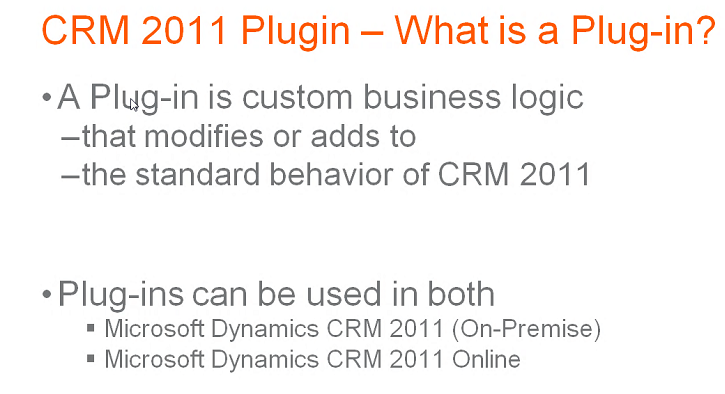 CRM 2011 Plugin – What is a Plug-in?
• A Plug-in is custom business logic
–that modifies or adds to
–the standard behavior of CRM 2011
• Plug-ins can be used in both
▪ Microsoft Dynamics CRM 2011 (On-Premise)
▪ Microsoft Dynamics CRM 2011 Online